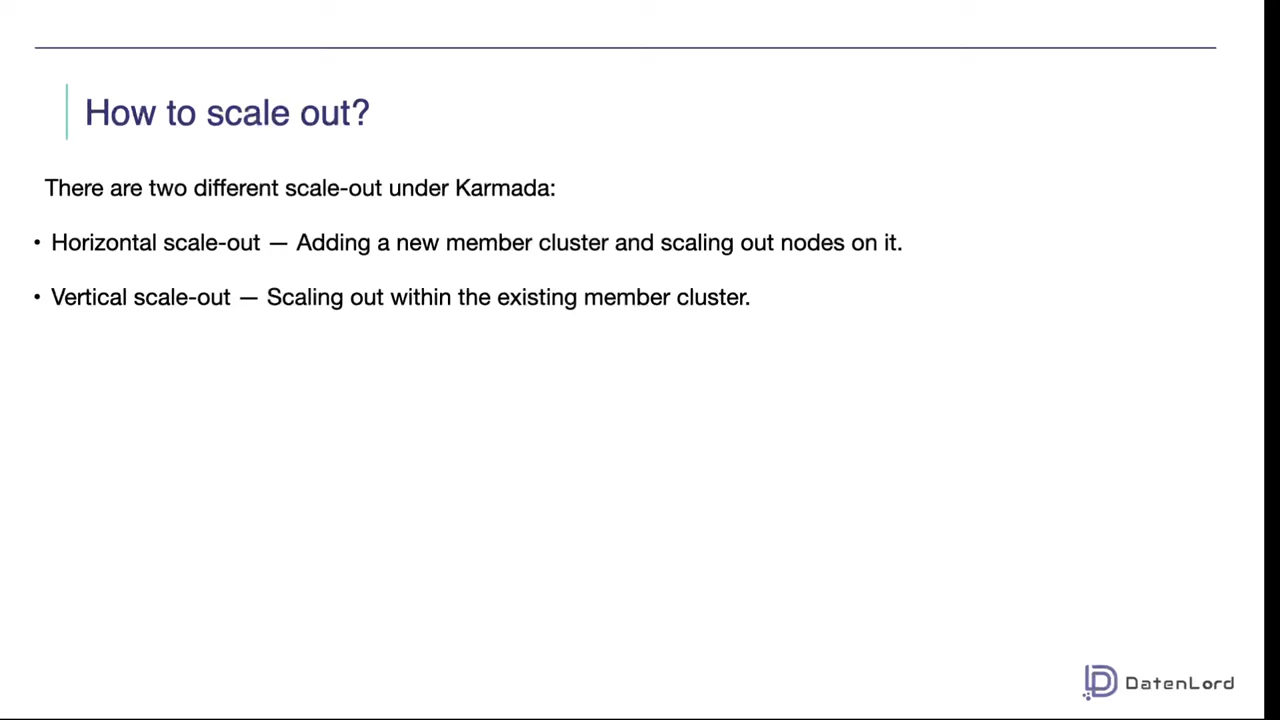 How to scale out?
There are two different scale-out under Karmada:
• Horizontal scale-out — Adding a new member cluster and scaling out nodes on it.
• Vertical scale-out — Scaling out within the existing member cluster.
DatenLord